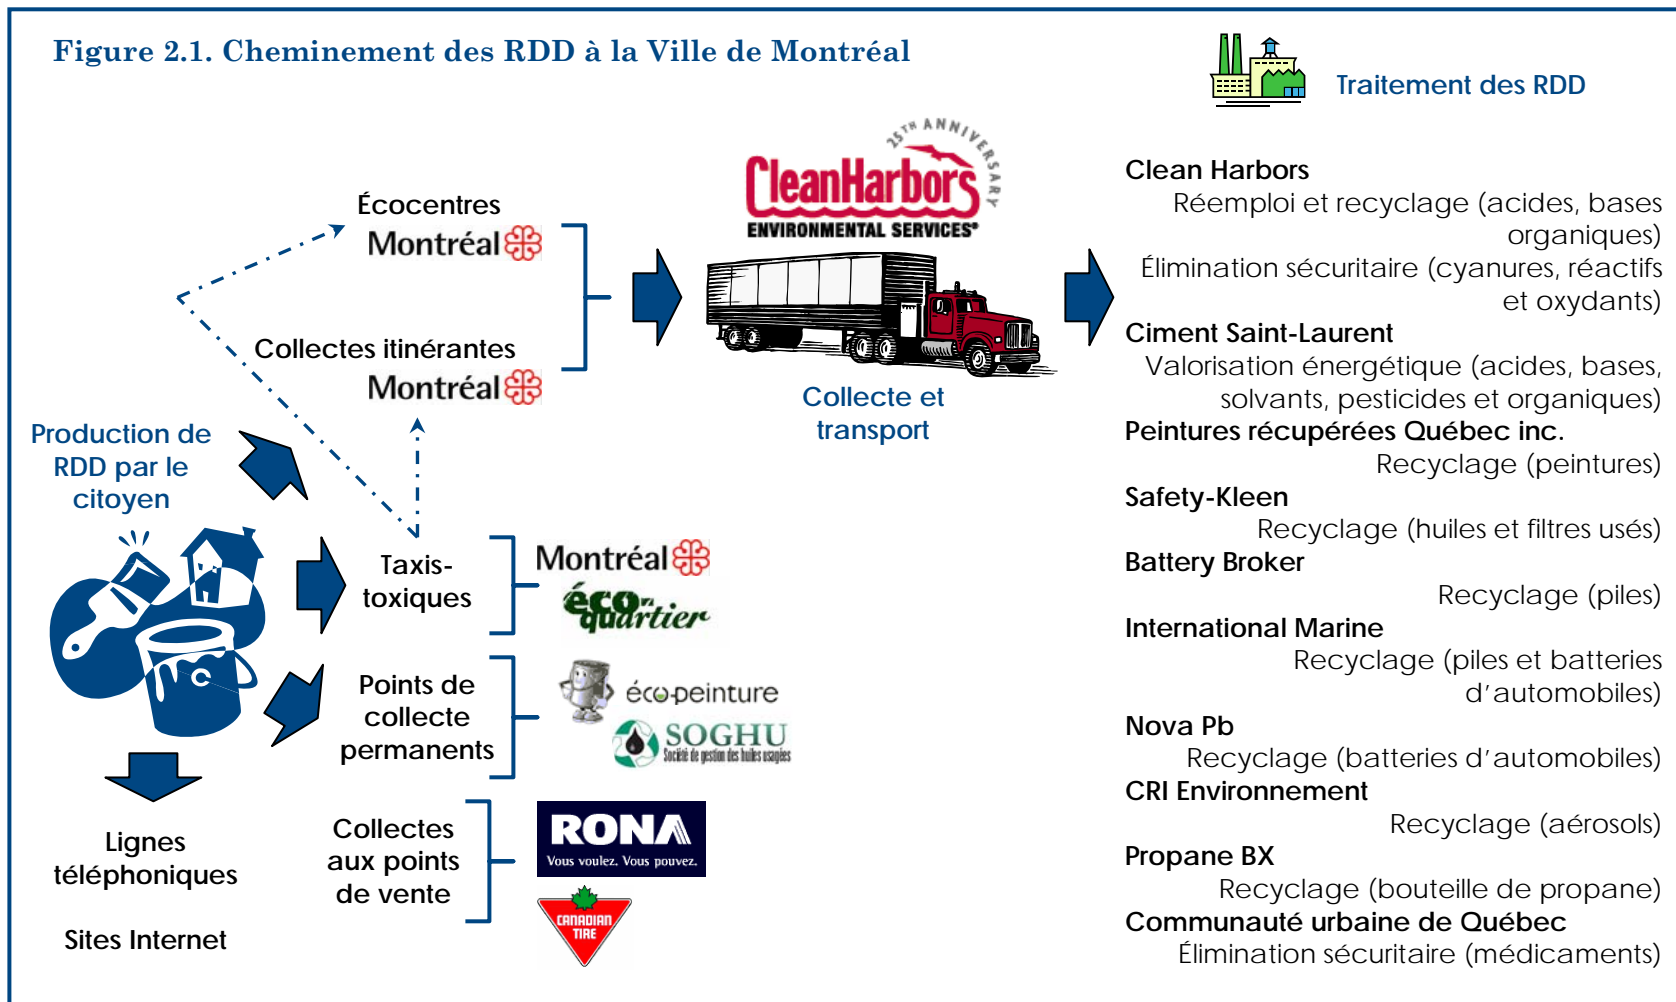 Figure 2.1. Cheminement des RDD à la Ville de Montréal
Traitement des RDD
25TH ANNIVERSARY
CleanHarbors
ENVIRONMENTAL SERVICES®
Écocentres
Montréal
Collectes itinérantes
Montréal
Collecte et
transport
Production de
RDD par le
citoyen
Taxis-
toxiques
Montréal
éco
quartier
Points de
collecte
permanents
éco-peinture
SOGHU
Société de gestion des huiles usagées
Lignes
téléphoniques
Sites Internet
Collectes
aux points
de vente
RONA
Vous voulez. Vous pouvez.
CANADIAN
TIRE
Clean Harbors
Réemploi et recyclage (acides, bases
organiques)
Élimination sécuritaire (cyanures, réactifs
et oxydants)
Ciment Saint-Laurent
Valorisation énergétique (acides, bases,
solvants, pesticides et organiques)
Peintures récupérées Québec inc.
Recyclage (peintures)
Safety-Kleen
Recyclage (huiles et filtres usés)
Battery Broker
Recyclage (piles)
International Marine
Recyclage (piles et batteries
d'automobiles)
Nova Pb
Recyclage (batteries d'automobiles)
CRI Environnement
Recyclage (aérosols)
Propane BX
Recyclage (bouteille de propane)
Communauté urbaine de Québec
Élimination sécuritaire (médicaments)